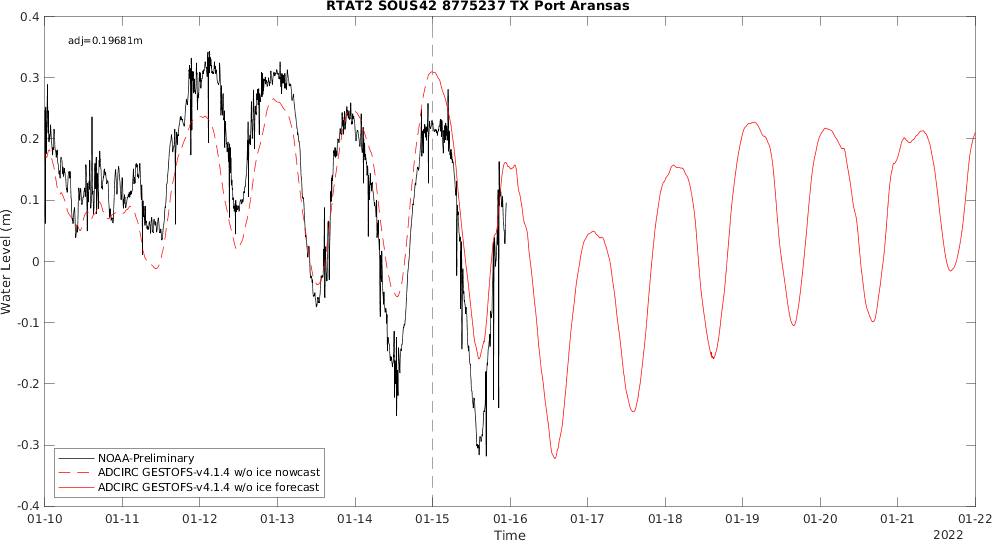 RTAT2 SOUS42 8775237 TX Port Aransas
adj=0.19681m
0.4
0.3
0.2
0.1
0
-0.1
-0.2
-0.3
-0.4
Water Level (m)
NOAA-Preliminary
ADCIRC GESTOFS-v4.1.4 w/o ice nowcast
ADCIRC GESTOFS-v4.1.4 w/o ice forecast
01-10 01-11 01-12 01-13 01-14 01-15 01-16 01-17 01-18 01-19 01-20 01-21 01-22
Time
2022